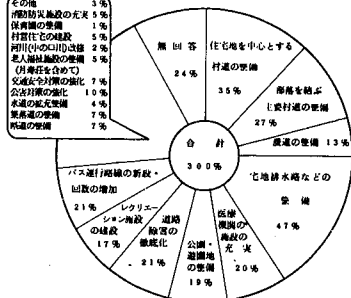 その他 3%
消防防災施設の充実 5%
保育園の整備 1%
村営住宅の建設 5%
河川(中の口川)改修 2%
老人福祉施設の整備 5%
(月寿荘を含めて)
交通安全対策の強化 7%
公害対策の強化 10%
水道の拡充整備 4%
集落道の整備 7%
県道の整備 7%
無回答
24%
住宅地を中心とする
村道の整備
35%
部落を結ぶ
主要村道の整備
27%
農道の整備 13%
宅地排水路などの
整備
47%
医療
機関の
施設の
充実
20%
公園・
遊園地
の整備
19%
道路
除雪の
徹底化
21%
レクリエー
ション施設
の建設
17%
バス運行路線の新設・
回数の増加
21%
合計
300%